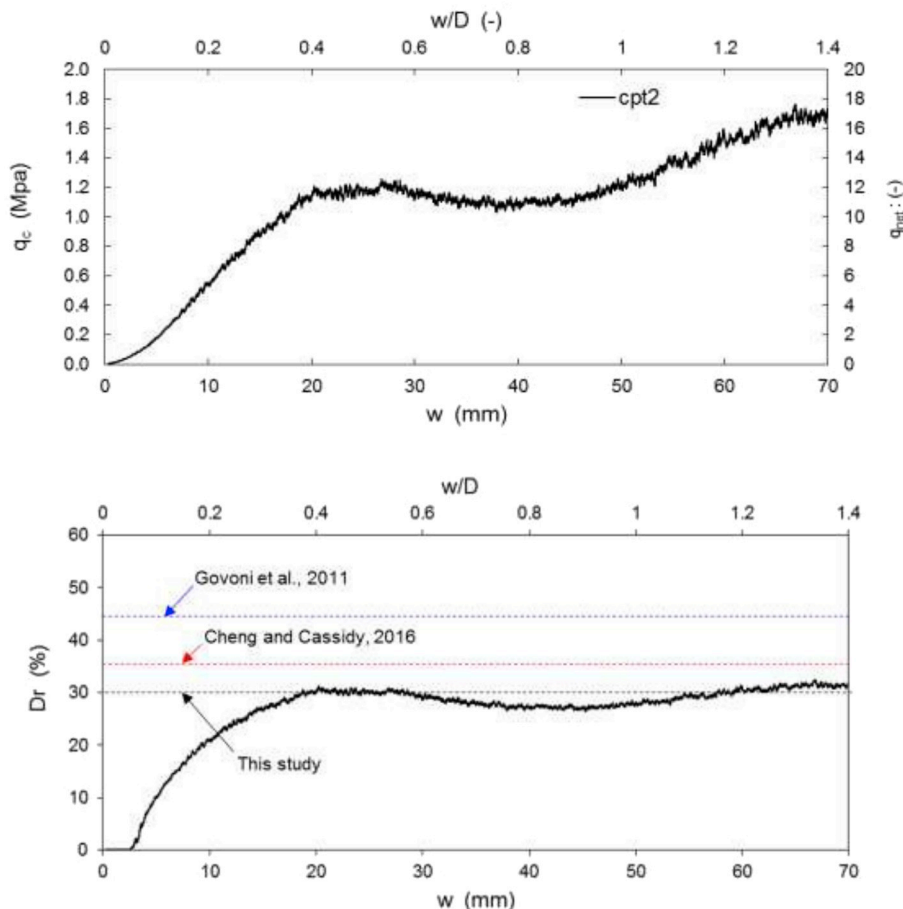 w/D (-)
0 0.2 0.4 0.6 0.8 1 1.2 1.4
2.0 20
1.8 18
cpt2
1.6 16
1.4 14
1.2 12
1.0 10
0.8 8
0.6 6
0.4 4
0.2 2
0.0 0
qc (Mpa)
qnet : (-)
0 10 20 30 40 50 60 70
w (mm)
w/D
0 0.2 0.4 0.6 0.8 1 1.2 1.4
60
Govoni et al., 2011
50
Cheng and Cassidy, 2016
40
30
20
This study
10
0
Dr (%)
0 10 20 30 40 50 60 70
w (mm)